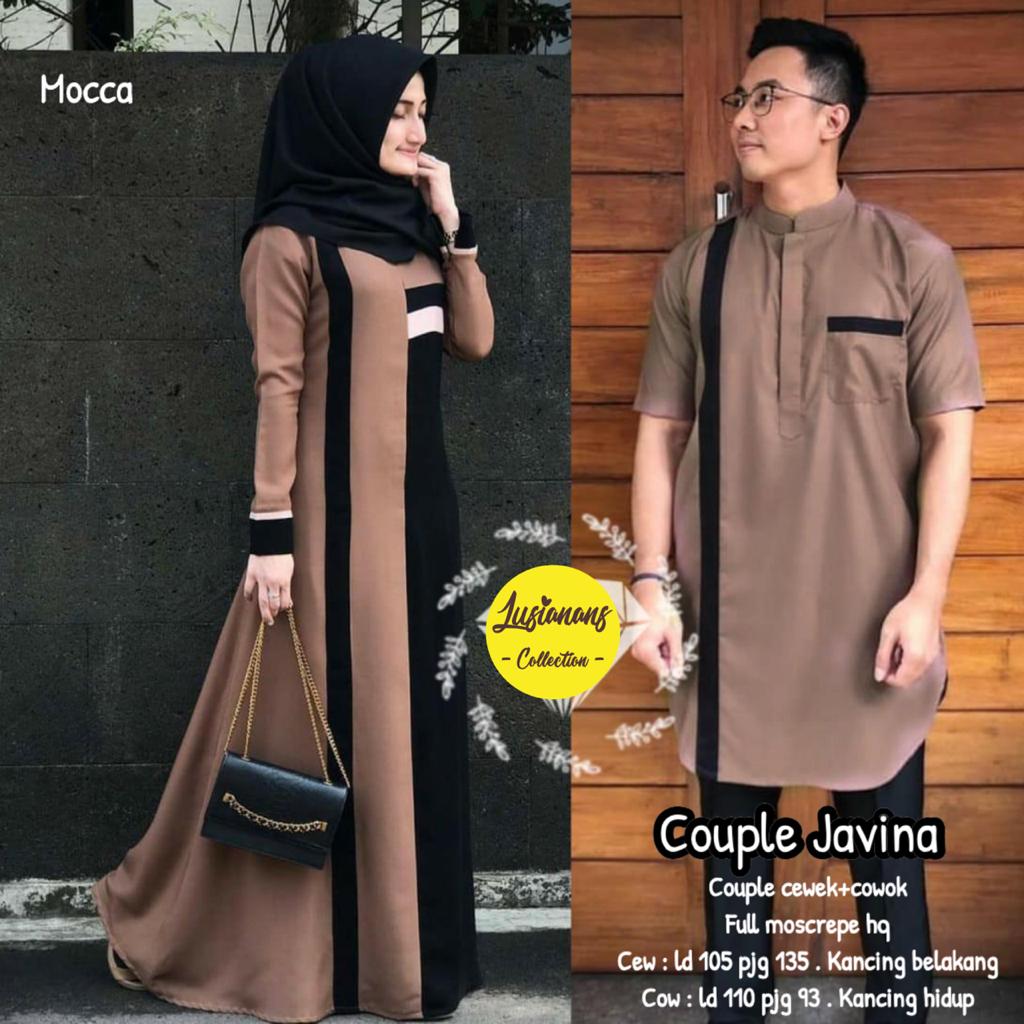 Mocca
Lusianans
- Collection -
Couple Javina
Couple cewek+cowok
Full moscrepe hq
Cew : ld 105 pjg 135 . Kancing belakang
Cow : ld 110 pjg 93 . Kancing hidup